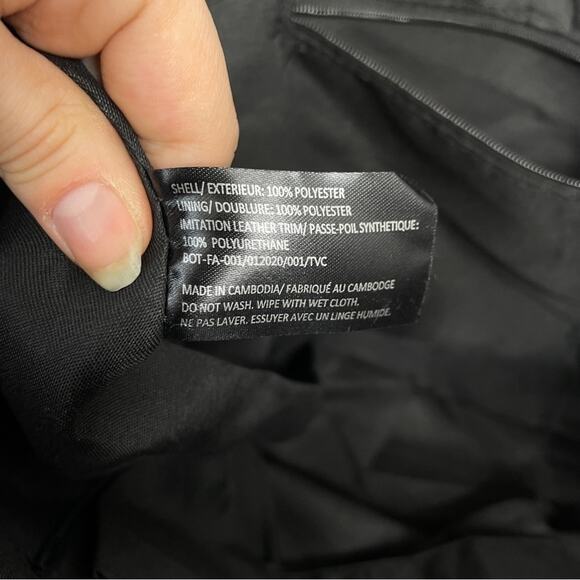 SHELL/ EXTERIEUR: 100% POLYESTER
LINING/ DOUBLURE: 100% POLYESTER
IMITATION LEATHER TRIM/ PASSE-POIL SYNTHETIQUE:
100% POLYURETHANE
BOT-FA-001/012020/001/TVC
MADE IN CAMBODIA/ FABRIQUÉ AU CAMBODGE
DO NOT WASH. WIPE WITH WET CLOTH.
NE PAS LAVER. ESSUYER AVEC UN LINGE HUMIDE.